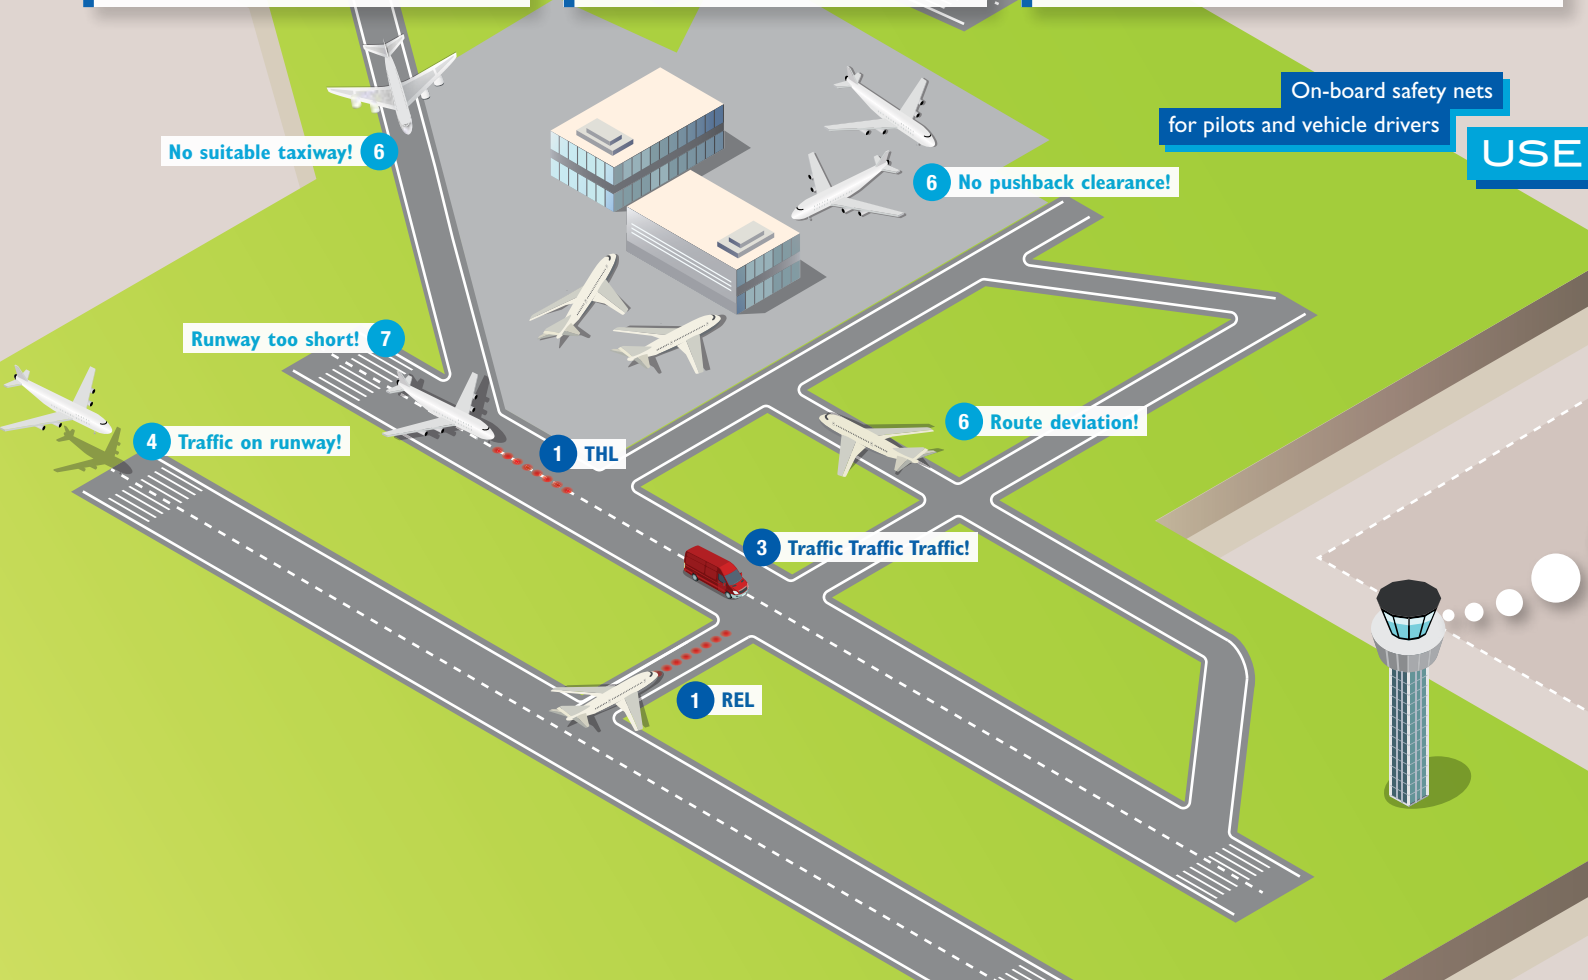 On-board safety nets
for pilots and vehicle drivers
USE
No suitable taxiway! 6
6 No pushback clearance!
Runway too short! 7
4 Traffic on runway!
1 THL
6 Route deviation!
3 Traffic Traffic Traffic!
1 REL